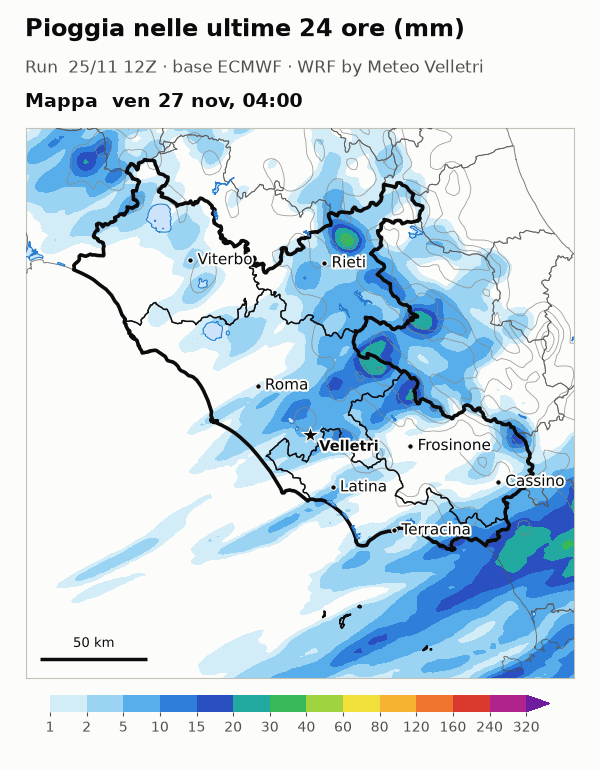 Pioggia nelle ultime 24 ore (mm)
Run  25/11 12Z · base ECMWF · WRF by Meteo Velletri
Mappa  ven 27 nov, 04:00
Viterbo
Rieti
Roma
Velletri
Frosinone
Cassino
Latina
Terracina
50 km
1 2 5 10 15 20 30 40 60 80 120 160 240 320